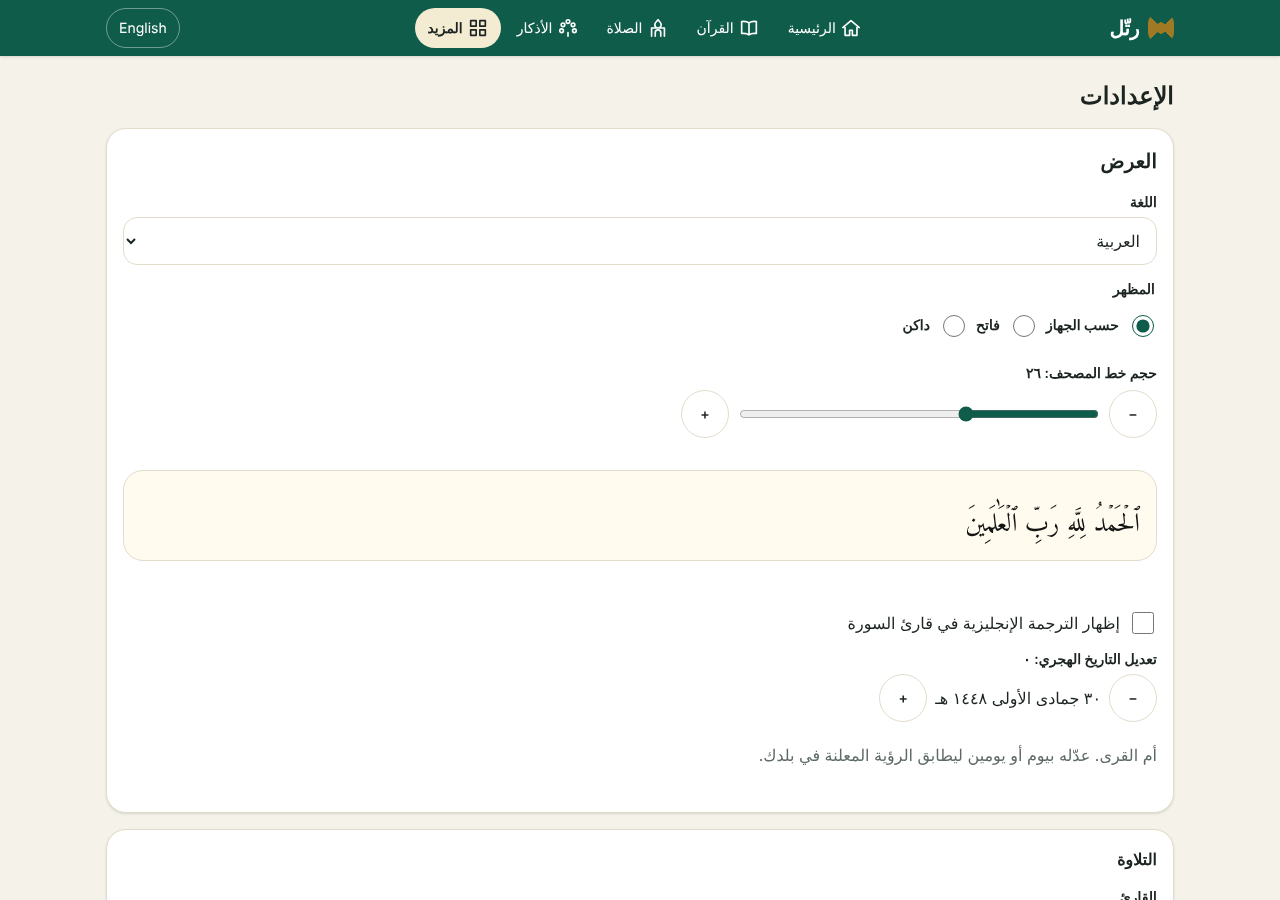 رتّل
الرئيسية
القرآن
الصلاة
الأذكار
المزيد
English
الإعدادات
العرض
اللغة
العربية
المظهر
حسب الجهاز
فاتح
داكن
حجم خط المصحف: ٢٦
−
+
ٱلۡحَمۡدُ لِلَّهِ رَبِّ ٱلۡعَٰلَمِينَ
إظهار الترجمة الإنجليزية في قارئ السورة
تعديل التاريخ الهجري: ٠
−
٣٠ جمادى الأولى ١٤٤٨ هـ
+
أم القرى. عدّله بيوم أو يومين ليطابق الرؤية المعلنة في بلدك.
التلاوة
القارئ